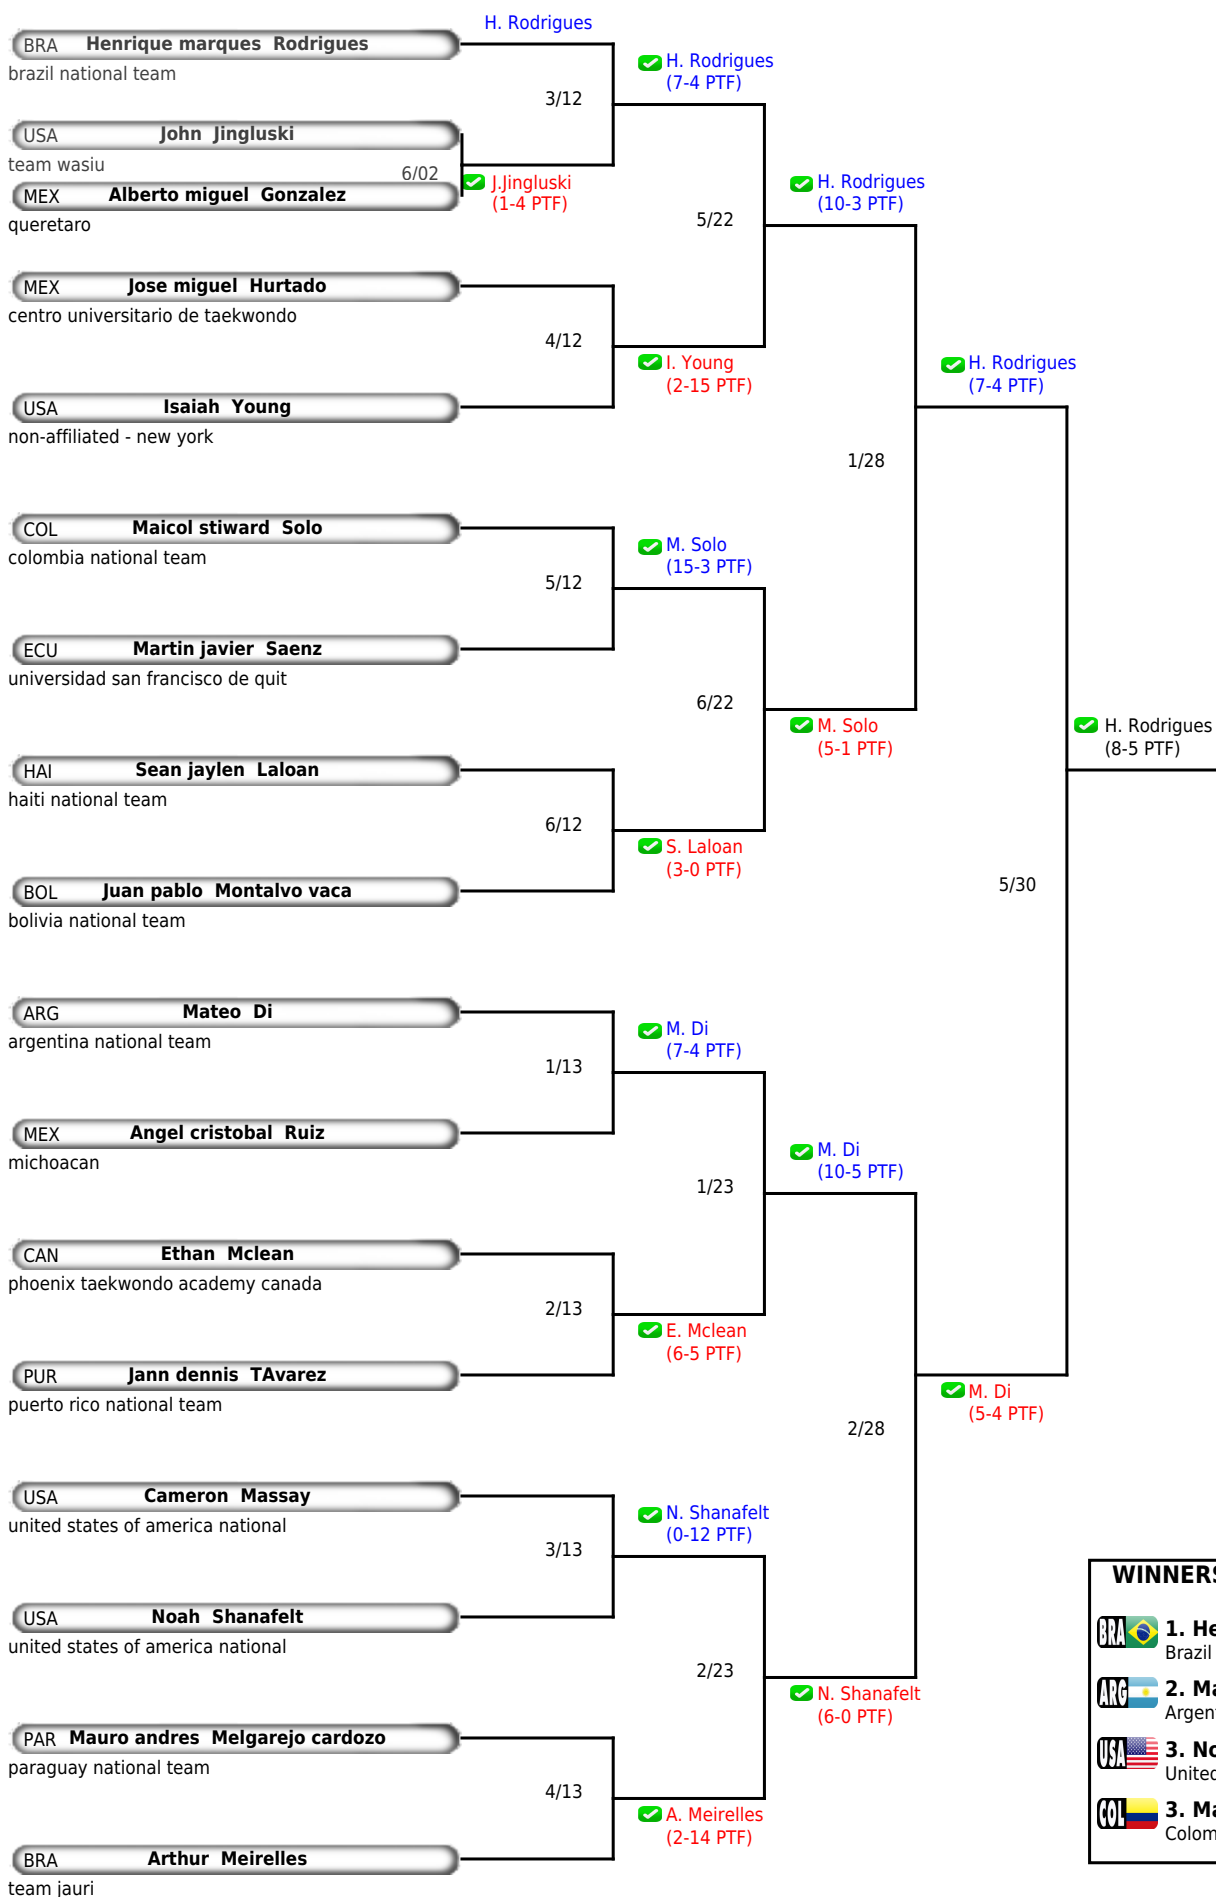 H. Rodrigues
BRA Henrique marques Rodrigues
brazil national team
H. Rodrigues
(7-4 PTF)
3/12
USA John Jingluski
team wasiu
6/02
J.Jingluski
(1-4 PTF)
MEX Alberto miguel Gonzalez
queretaro
H. Rodrigues
(10-3 PTF)
5/22
MEX Jose miguel Hurtado
centro universitario de taekwondo
4/12
I. Young
(2-15 PTF)
H. Rodrigues
(7-4 PTF)
USA Isaiah Young
non-affiliated - new york
1/28
COL Maicol stiward Solo
colombia national team
M. Solo
(15-3 PTF)
5/12
ECU Martin javier Saenz
universidad san francisco de quit
6/22
M. Solo
(5-1 PTF)
H. Rodrigues
(8-5 PTF)
HAI Sean jaylen Laloan
haiti national team
6/12
S. Laloan
(3-0 PTF)
BOL Juan pablo Montalvo vaca
bolivia national team
5/30
ARG Mateo Di
argentina national team
M. Di
(7-4 PTF)
1/13
MEX Angel cristobal Ruiz
michoacan
M. Di
(10-5 PTF)
1/23
CAN Ethan Mclean
phoenix taekwondo academy canada
2/13
E. Mclean
(6-5 PTF)
PUR Jann dennis TAvarez
puerto rico national team
M. Di
(5-4 PTF)
2/28
USA Cameron Massay
united states of america national
N. Shanafelt
(0-12 PTF)
3/13
USA Noah Shanafelt
united states of america national
2/23
N. Shanafelt
(6-0 PTF)
PAR Mauro andres Melgarejo cardozo
paraguay national team
4/13
A. Meirelles
(2-14 PTF)
BRA Arthur Meirelles
team jauri
WINNERS
BRA 1. He
Brazil
ARG 2. Ma
Argen
USA 3. No
United
COL 3. Ma
Colom